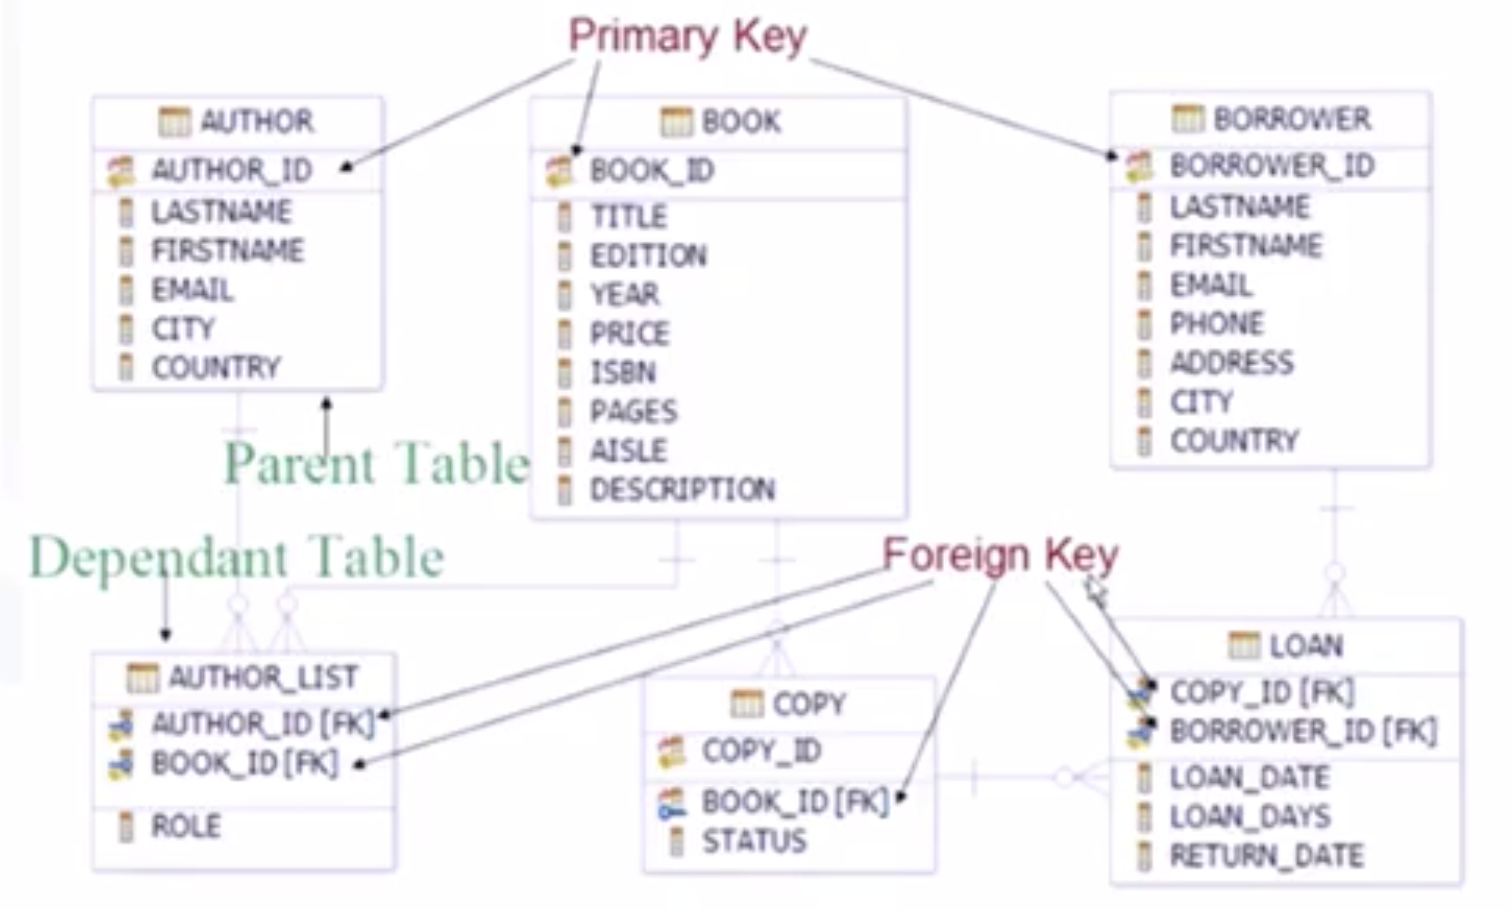 Primary Key
AUTHOR
AUTHOR_ID
LASTNAME
FIRSTNAME
EMAIL
CITY
COUNTRY
BOOK
BOOK_ID
TITLE
EDITION
YEAR
PRICE
ISBN
PAGES
AISLE
DESCRIPTION
BORROWER
BORROWER_ID
LASTNAME
FIRSTNAME
EMAIL
PHONE
ADDRESS
CITY
COUNTRY
Parent Table
Dependant Table
Foreign Key
AUTHOR_LIST
AUTHOR_ID [FK]
BOOK_ID [FK]
ROLE
COPY
COPY_ID
BOOK_ID [FK]
STATUS
LOAN
COPY_ID [FK]
BORROWER_ID [FK]
LOAN_DATE
LOAN_DAYS
RETURN_DATE